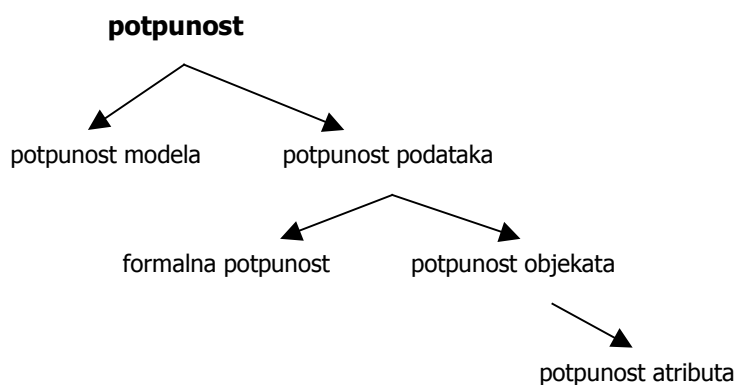 potpunost
potpunost modela
potpunost podataka
formalna potpunost
potpunost objekata
potpunost atributa